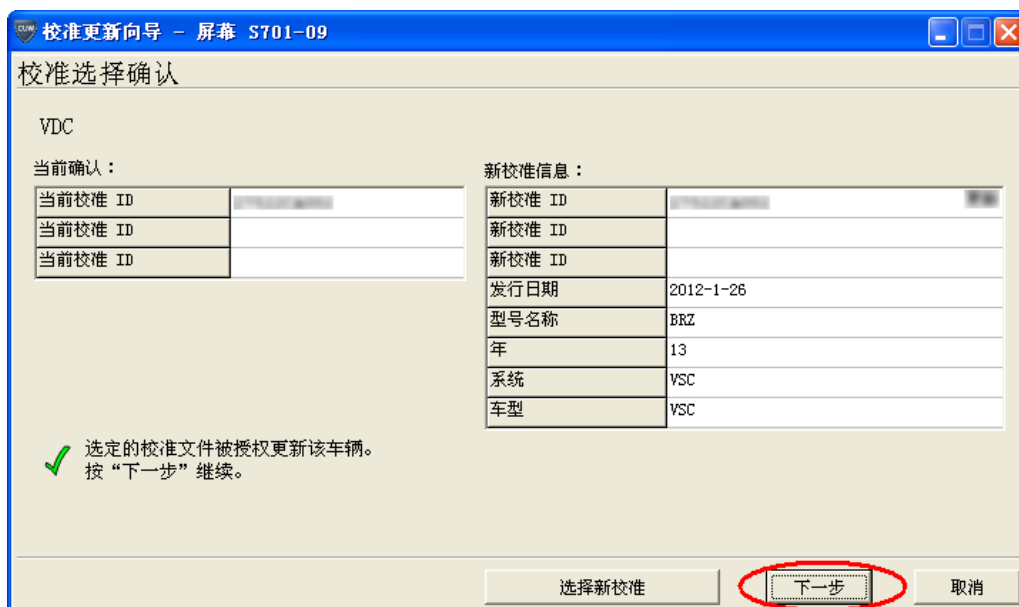 CUW 校准更新向导 - 屏幕 S701-09
校准选择确认
VDC
当前确认：
当前校准 ID
当前校准 ID
当前校准 ID
新校准信息：
新校准 ID
新校准 ID
新校准 ID
发行日期 2012-1-26
型号名称 BRZ
年 13
系统 VSC
车型 VSC
选定的校准文件被授权更新该车辆。
按“下一步”继续。
选择新校准 下一步 取消